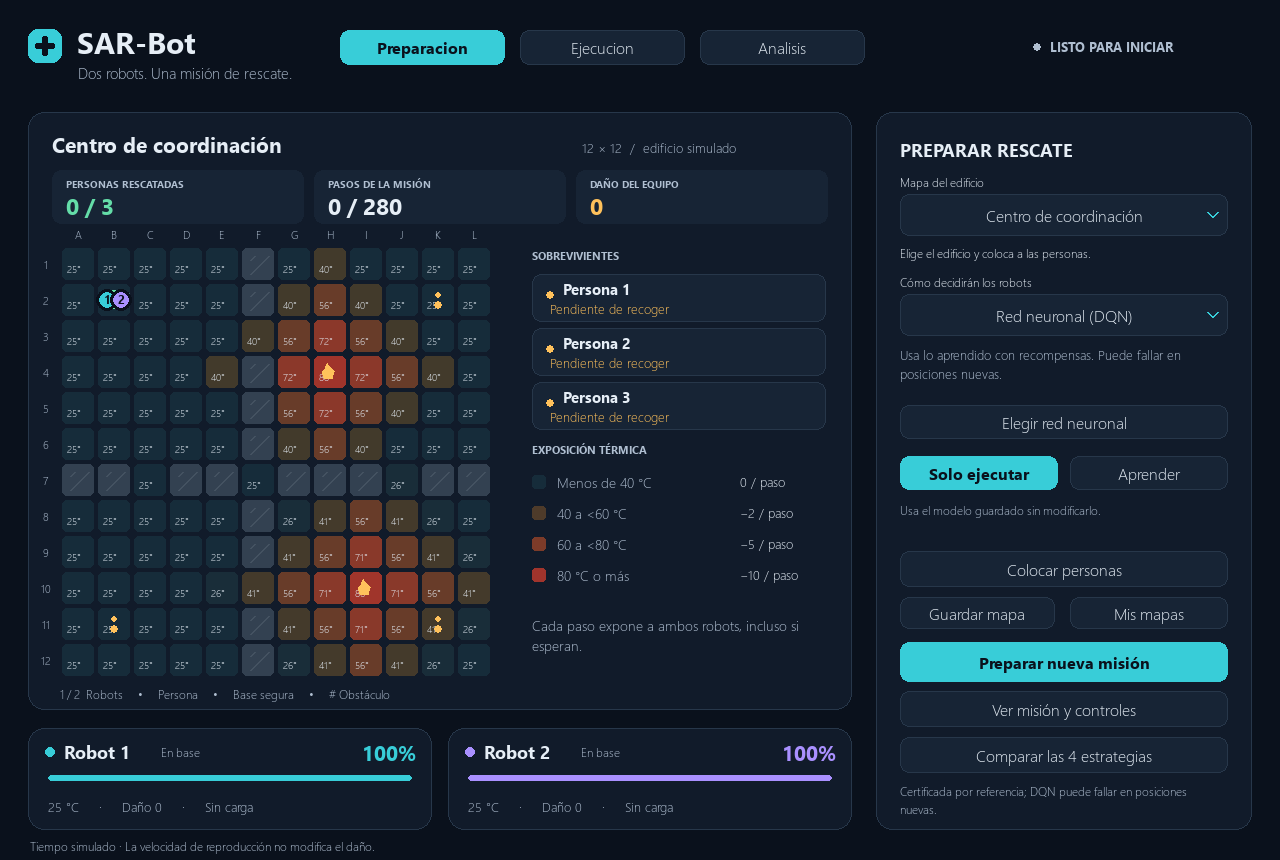 SAR-Bot
Dos robots. Una misión de rescate.
Preparacion
Ejecucion
Analisis
LISTO PARA INICIAR
Centro de coordinación
12 × 12 / edificio simulado
PERSONAS RESCATADAS
0 / 3
PASOS DE LA MISIÓN
0 / 280
DAÑO DEL EQUIPO
0
A B C D E F G H I J K L
1 25° 25° 25° 25° 25° 25° 40° 25° 25° 25° 25°
2 25° 1 2 25° 25° 25° 40° 56° 40° 25° 25°
3 25° 25° 25° 25° 25° 40° 56° 72° 56° 40° 25° 25°
4 25° 25° 25° 25° 40° 72° 72° 56° 40° 25°
5 25° 25° 25° 25° 25° 56° 72° 56° 40° 25° 25°
6 25° 25° 25° 25° 25° 40° 56° 40° 25° 25° 25°
7 25° 25° 26°
8 25° 25° 25° 25° 25° 26° 41° 56° 41° 26° 25°
9 25° 25° 25° 25° 25° 41° 56° 71° 56° 41° 26°
10 25° 25° 25° 25° 25° 41° 56° 71° 71° 56° 41°
11 25° 25° 25° 25° 41° 56° 71° 56° 26°
12 25° 25° 25° 25° 25° 26° 41° 56° 41° 26° 25°
1 / 2 Robots • Persona • Base segura • # Obstáculo
SOBREVIVIENTES
Persona 1
Pendiente de recoger
Persona 2
Pendiente de recoger
Persona 3
Pendiente de recoger
EXPOSICIÓN TÉRMICA
Menos de 40 °C 0 / paso
40 a <60 °C −2 / paso
60 a <80 °C −5 / paso
80 °C o más −10 / paso
Cada paso expone a ambos robots, incluso si
esperan.
Robot 1 En base 100%
25 °C · Daño 0 · Sin carga
Robot 2 En base 100%
25 °C · Daño 0 · Sin carga
Tiempo simulado · La velocidad de reproducción no modifica el daño.
PREPARAR RESCATE
Mapa del edificio
Centro de coordinación
Elige el edificio y coloca a las personas.
Cómo decidirán los robots
Red neuronal (DQN)
Usa lo aprendido con recompensas. Puede fallar en
posiciones nuevas.
Elegir red neuronal
Solo ejecutar
Aprender
Usa el modelo guardado sin modificarlo.
Colocar personas
Guardar mapa
Mis mapas
Preparar nueva misión
Ver misión y controles
Comparar las 4 estrategias
Certificada por referencia; DQN puede fallar en posiciones
nuevas.